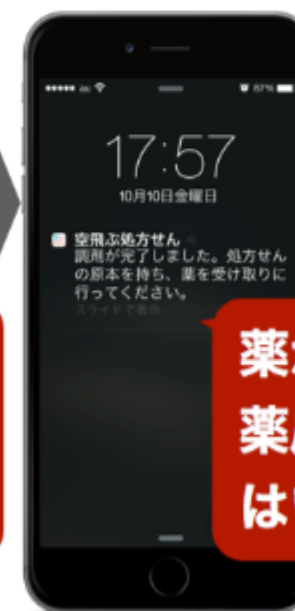 87%
17:57
10月10日金曜日
空飛ぶ処方せん
調剤が完了しました。処方せん
の原本を持ち、薬を受け取りに
行ってください。
スライドで表示
薬
薬
は